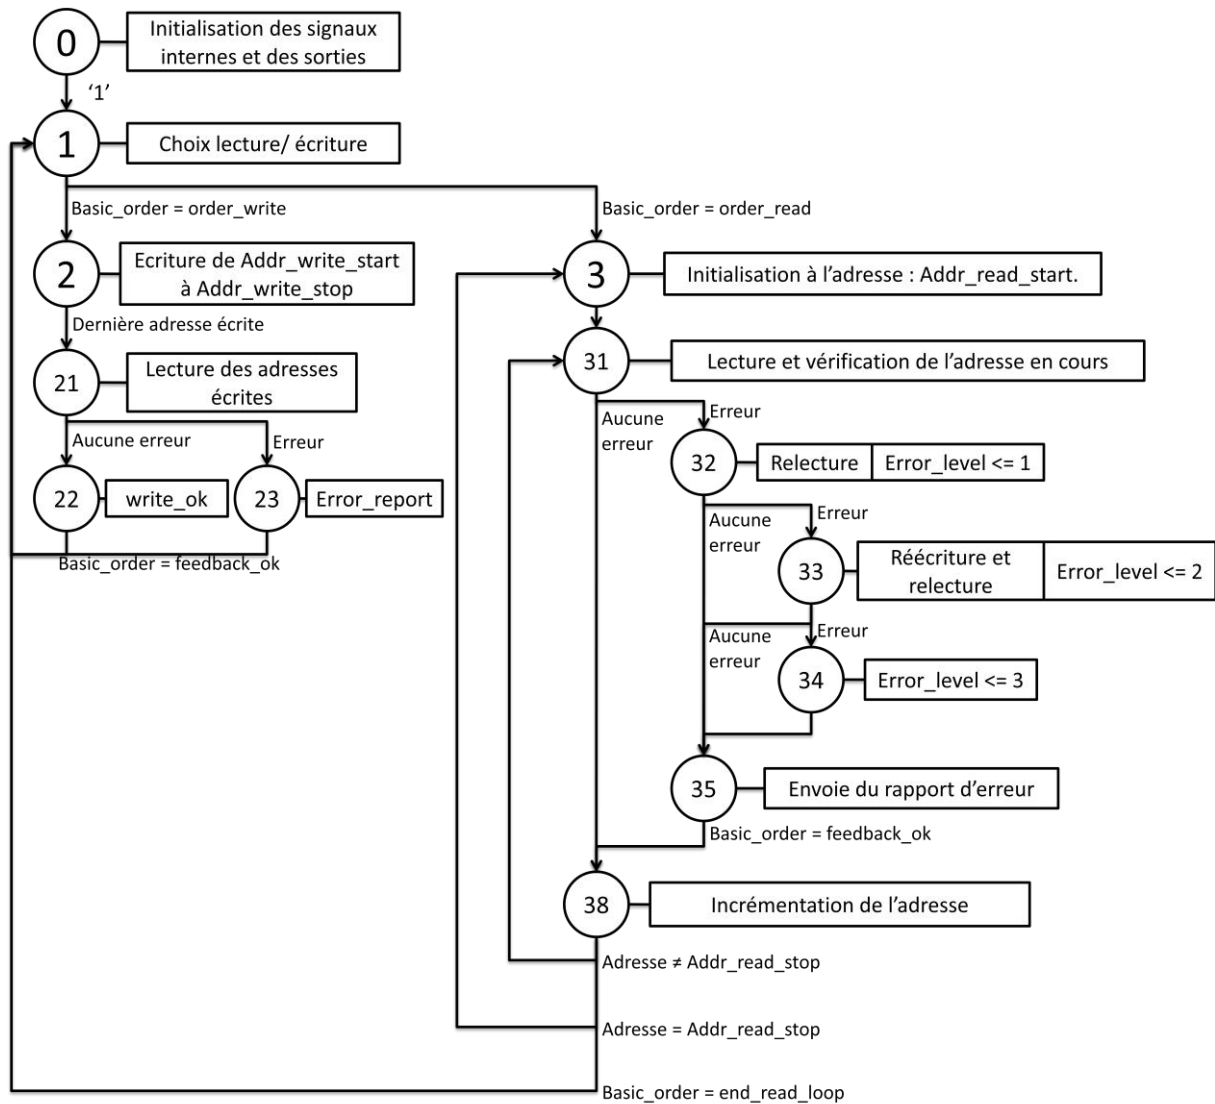 0
Initialisation des signaux
internes et des sorties
‘1’
1
Choix lecture/ écriture
Basic_order = order_write
Basic_order = order_read
2
Ecriture de Addr_write_start
à Addr_write_stop
3
Initialisation à l’adresse : Addr_read_start.
Dernière adresse écrite
21
Lecture des adresses
écrites
31
Lecture et vérification de l’adresse en cours
Aucune erreur
Erreur
Aucune
erreur
Erreur
22
write_ok
23
Error_report
32
Relecture
Error_level <= 1
Basic_order = feedback_ok
Aucune
erreur
Erreur
33
Réécriture et
relecture
Error_level <= 2
Aucune
erreur
Erreur
34
Error_level <= 3
35
Envoie du rapport d’erreur
Basic_order = feedback_ok
38
Incrémentation de l’adresse
Adresse ≠ Addr_read_stop
Adresse = Addr_read_stop
Basic_order = end_read_loop